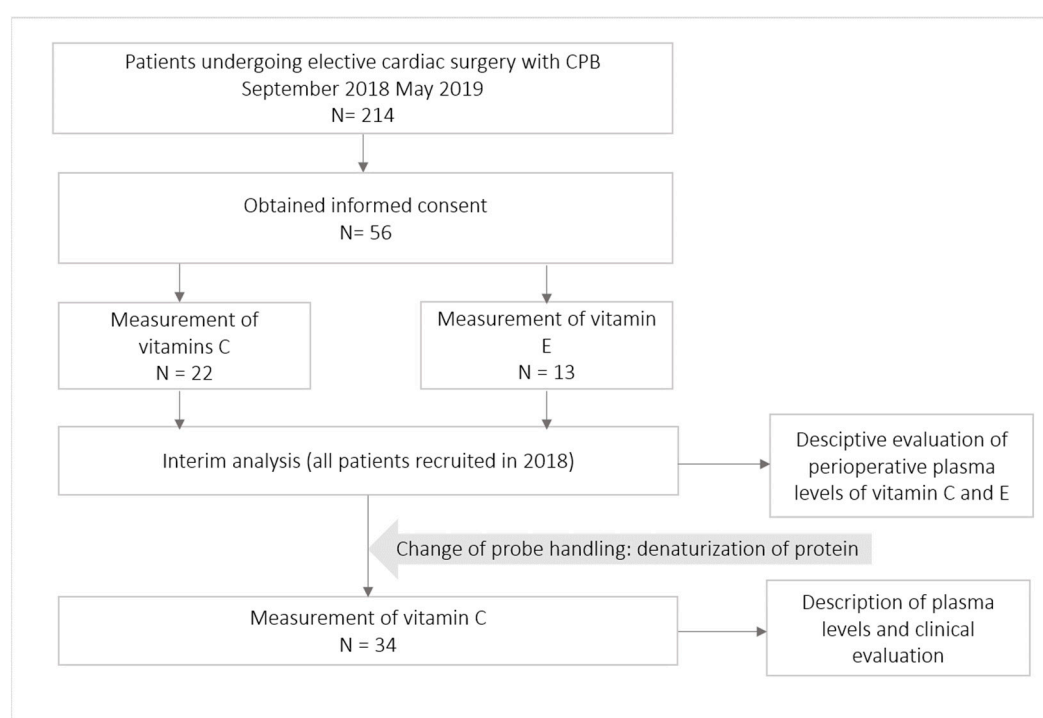 Patients undergoing elective cardiac surgery with CPB
September 2018 May 2019
N= 214
Obtained informed consent
N= 56
Measurement of
vitamins C
N = 22
Measurement of vitamin
E
N = 13
Interim analysis (all patients recruited in 2018)
Desciptive evaluation of
perioperative plasma
levels of vitamin C and E
Change of probe handling: denaturization of protein
Measurement of vitamin C
N = 34
Description of plasma
levels and clinical
evaluation